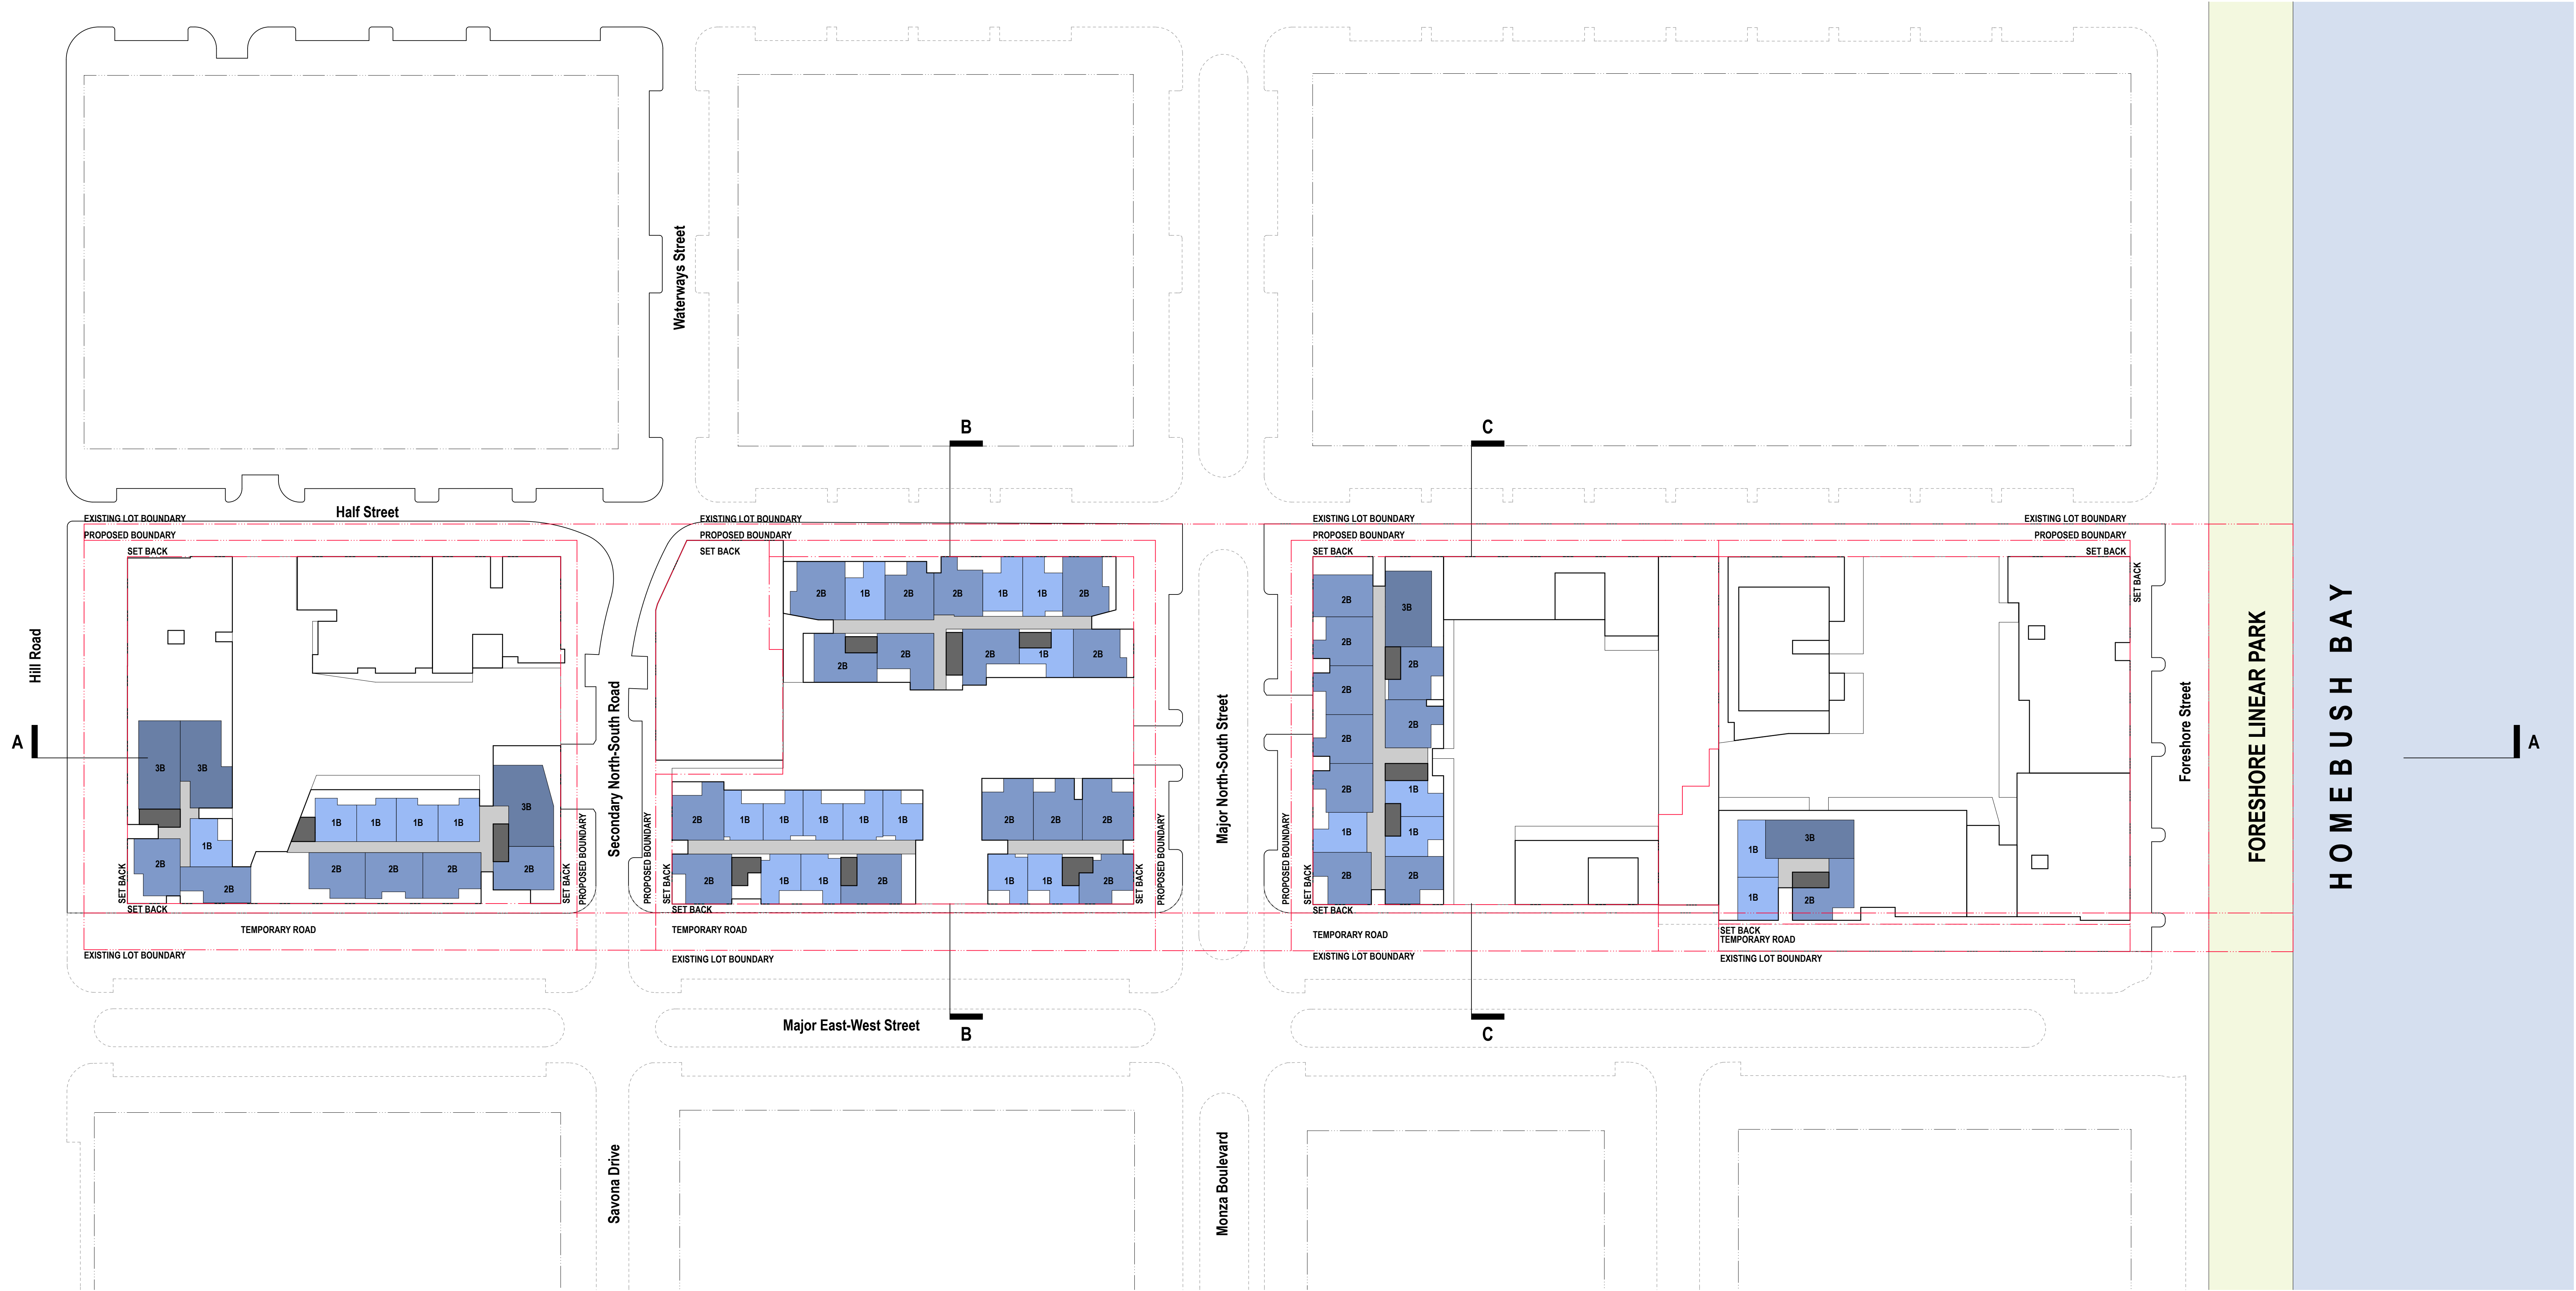 Waterways Street
B
C
Half Street
EXISTING LOT BOUNDARY
EXISTING LOT BOUNDARY
EXISTING LOT BOUNDARY
EXISTING LOT BOUNDARY
PROPOSED BOUNDARY
PROPOSED BOUNDARY
PROPOSED BOUNDARY
PROPOSED BOUNDARY
SET BACK
SET BACK
SET BACK
SET BACK
SET BACK
Hill Road
A
3B
3B
1B
2B
2B
1B
1B
1B
1B
2B
2B
2B
3B
2B
SET BACK
SET BACK
SET BACK
PROPOSED BOUNDARY
TEMPORARY ROAD
EXISTING LOT BOUNDARY
Secondary North-South Road
2B
1B
2B
2B
1B
1B
2B
2B
2B
2B
1B
2B
2B
1B
1B
1B
1B
1B
2B
2B
2B
2B
1B
1B
2B
1B
1B
2B
PROPOSED BOUNDARY
SET BACK
SET BACK
SET BACK
PROPOSED BOUNDARY
TEMPORARY ROAD
EXISTING LOT BOUNDARY
Major North-South Street
2B
2B
2B
2B
2B
1B
2B
3B
2B
2B
1B
1B
2B
PROPOSED BOUNDARY
SET BACK
SET BACK
TEMPORARY ROAD
EXISTING LOT BOUNDARY
1B
3B
1B
2B
SET BACK
TEMPORARY ROAD
EXISTING LOT BOUNDARY
Foreshore Street
FORESHORE LINEAR PARK
HOMEBUSH BAY
A
Major East-West Street
B
C
Savona Drive
Monza Boulevard